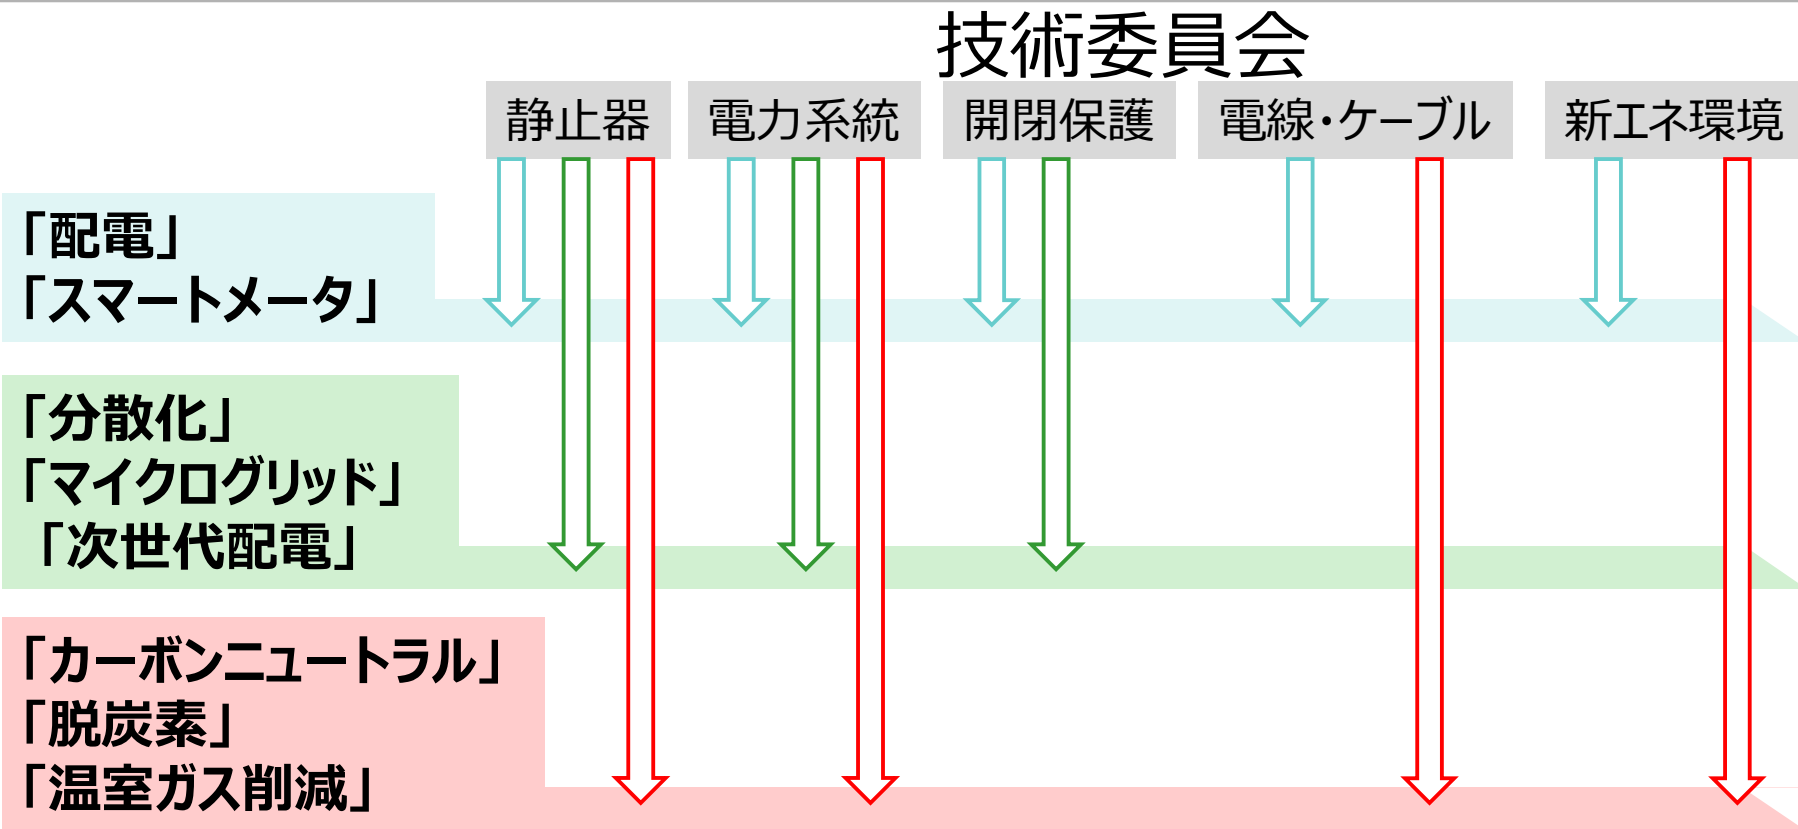 技術委員会
静止器
電力系統
開閉保護
電線・ケーブル
新エネ環境
「配電」
「スマートメータ」
「分散化」
「マイクログリッド」
「次世代配電」
「カーボンニュートラル」
「脱炭素」
「温室ガス削減」